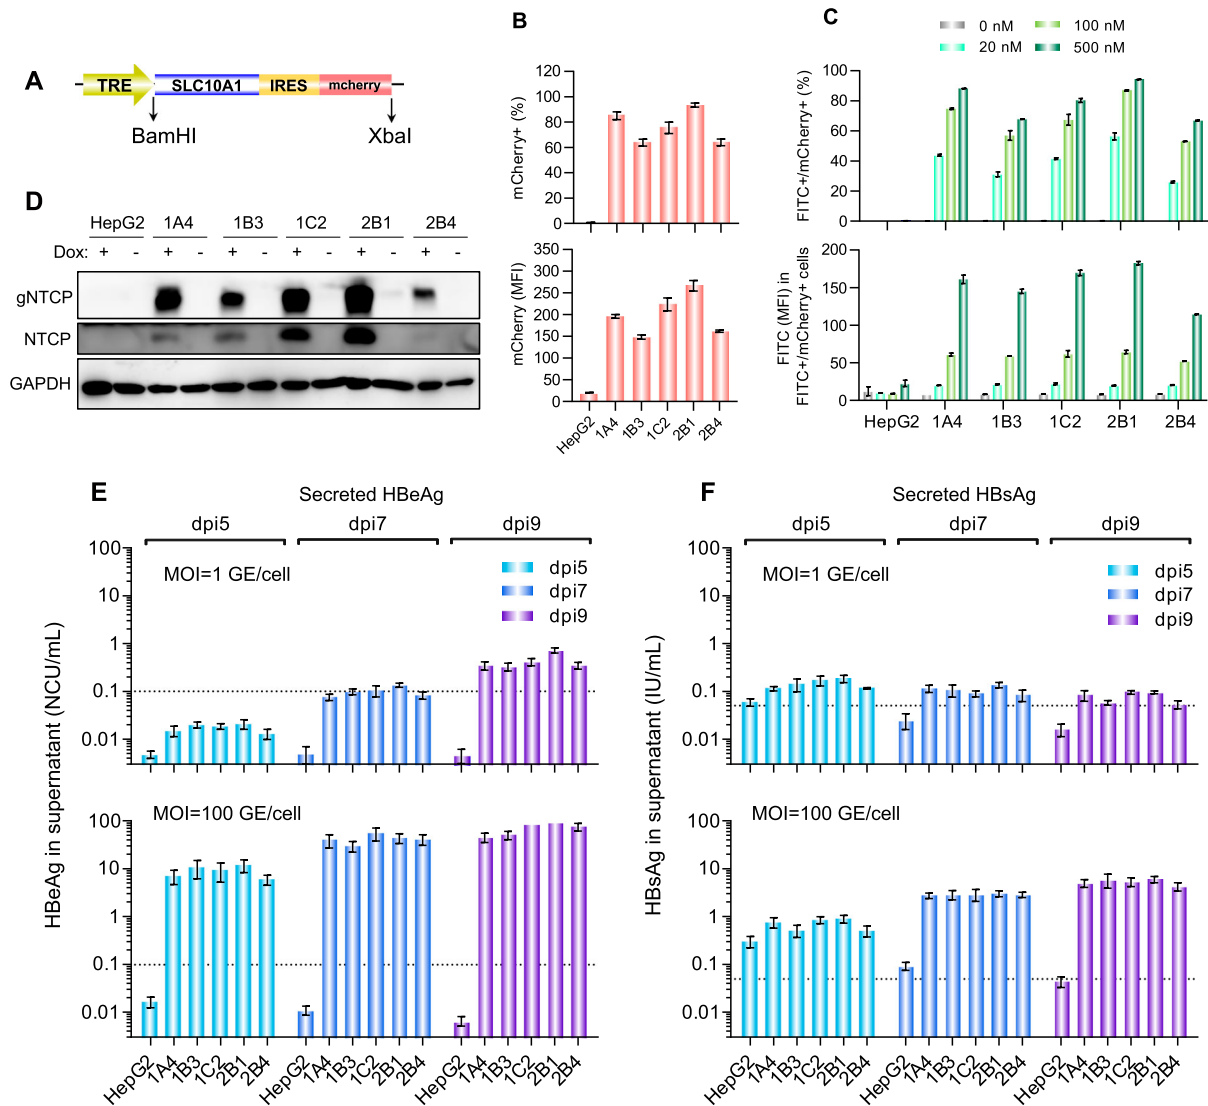 A
TRE SLC10A1 IRES mcherry
BamHI XbaI
B
mCherry+ (%)
120
100
80
60
40
20
0
mCherry (MFI)
350
300
250
200
150
100
50
0
HepG2 1A4 1B3 1C2 2B1 2B4
C
0 nM 100 nM
20 nM 500 nM
FITC+/mCherry+ (%)
100
80
60
40
20
0
FITC (MFI) in
FITC+/mCherry+ cells
200
150
100
50
0
HepG2 1A4 1B3 1C2 2B1 2B4
D
HepG2 1A4 1B3 1C2 2B1 2B4
Dox: + - + - + - + - + - + -
gNTCP
NTCP
GAPDH
E
Secreted HBeAg
dpi5 dpi7 dpi9
HBeAg in supernatant (NCU/mL)
MOI=1 GE/cell
dpi5
dpi7
dpi9
100
10
1
0.1
0.01
MOI=100 GE/cell
100
10
1
0.1
0.01
HepG2 1A4 1B3 1C2 2B1 2B4 HepG2 1A4 1B3 1C2 2B1 2B4 HepG2 1A4 1B3 1C2 2B1 2B4
F
Secreted HBsAg
dpi5 dpi7 dpi9
HBsAg in supernatant (IU/mL)
MOI=1 GE/cell
dpi5
dpi7
dpi9
100
10
1
0.1
0.01
MOI=100 GE/cell
100
10
1
0.1
0.01
HepG2 1A4 1B3 1C2 2B1 2B4 HepG2 1A4 1B3 1C2 2B1 2B4 HepG2 1A4 1B3 1C2 2B1 2B4